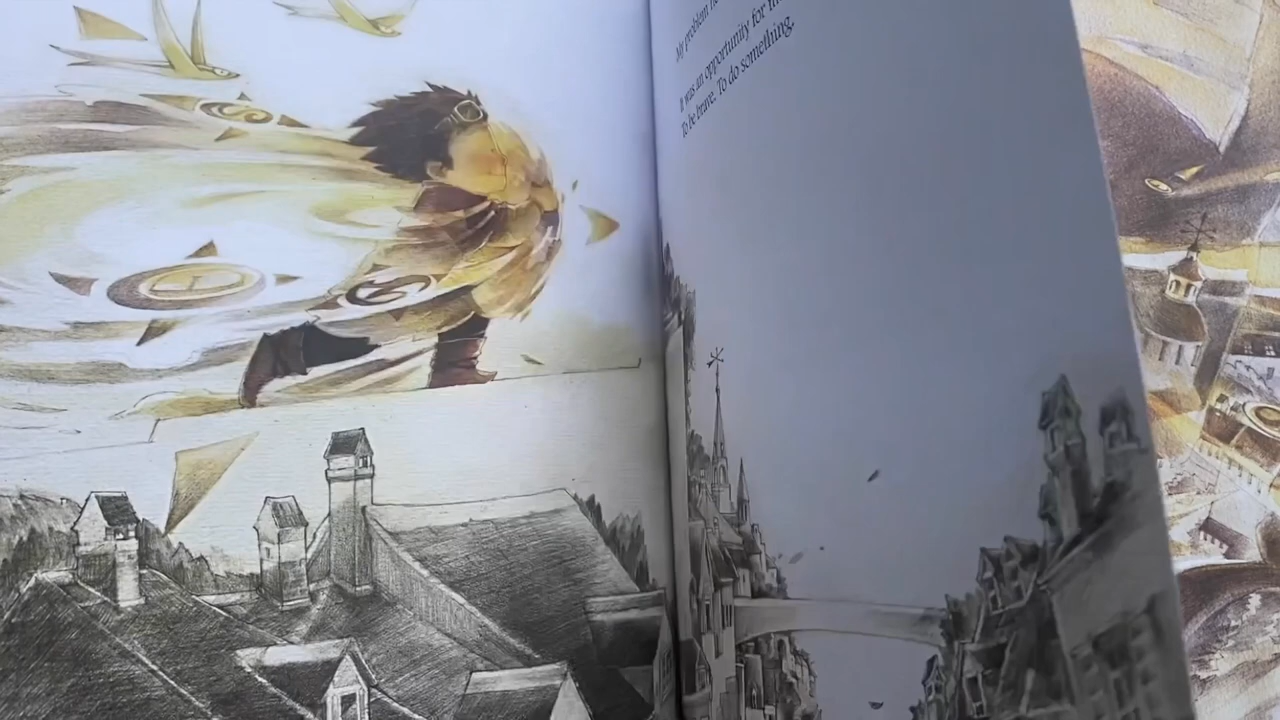 My problem h
It was an opportunity for m
To be brave. To do something.